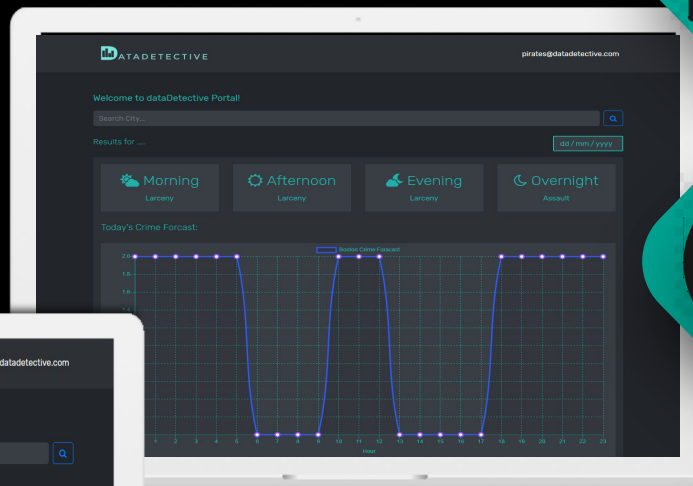 DATADETECTIVE
pirates@datadetective.com
Welcome to dataDetective Portal!
Search City...
Results for ....
dd / mm / yyyy
Morning
Larceny
Afternoon
Larceny
Evening
Larceny
Overnight
Assault
Today's Crime Forcast:
Boston Crime Forecast
2.0
1.8
1.6
1.4
1 2 3 4 5 6 7 8 9 10 11 12 13 14 15 16 17 18 19 20 21 22 23
Hour
datadetective.com